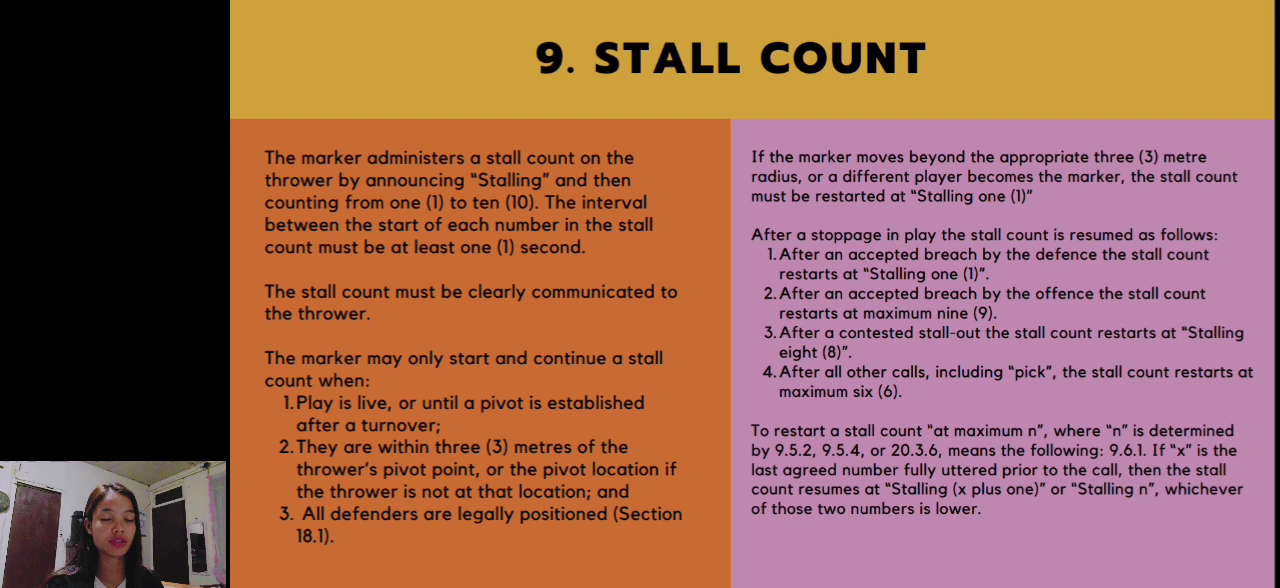 9. STALL COUNT
The marker administers a stall count on the
thrower by announcing “Stalling” and then
counting from one (1) to ten (10). The interval
between the start of each number in the stall
count must be at least one (1) second.
The stall count must be clearly communicated to
the thrower.
The marker may only start and continue a stall
count when:
1. Play is live, or until a pivot is established
after a turnover;
2. They are within three (3) metres of the
thrower’s pivot point, or the pivot location if
the thrower is not at that location; and
3. All defenders are legally positioned (Section
18.1).
If the marker moves beyond the appropriate three (3) metre
radius, or a different player becomes the marker, the stall count
must be restarted at “Stalling one (1)”
After a stoppage in play the stall count is resumed as follows:
1. After an accepted breach by the defence the stall count
restarts at “Stalling one (1)”.
2. After an accepted breach by the offence the stall count
restarts at maximum nine (9).
3. After a contested stall-out the stall count restarts at “Stalling
eight (8)”.
4. After all other calls, including “pick”, the stall count restarts at
maximum six (6).
To restart a stall count “at maximum n”, where “n” is determined
by 9.5.2, 9.5.4, or 20.3.6, means the following: 9.6.1. If “x” is the
last agreed number fully uttered prior to the call, then the stall
count resumes at “Stalling (x plus one)” or “Stalling n”, whichever
of those two numbers is lower.